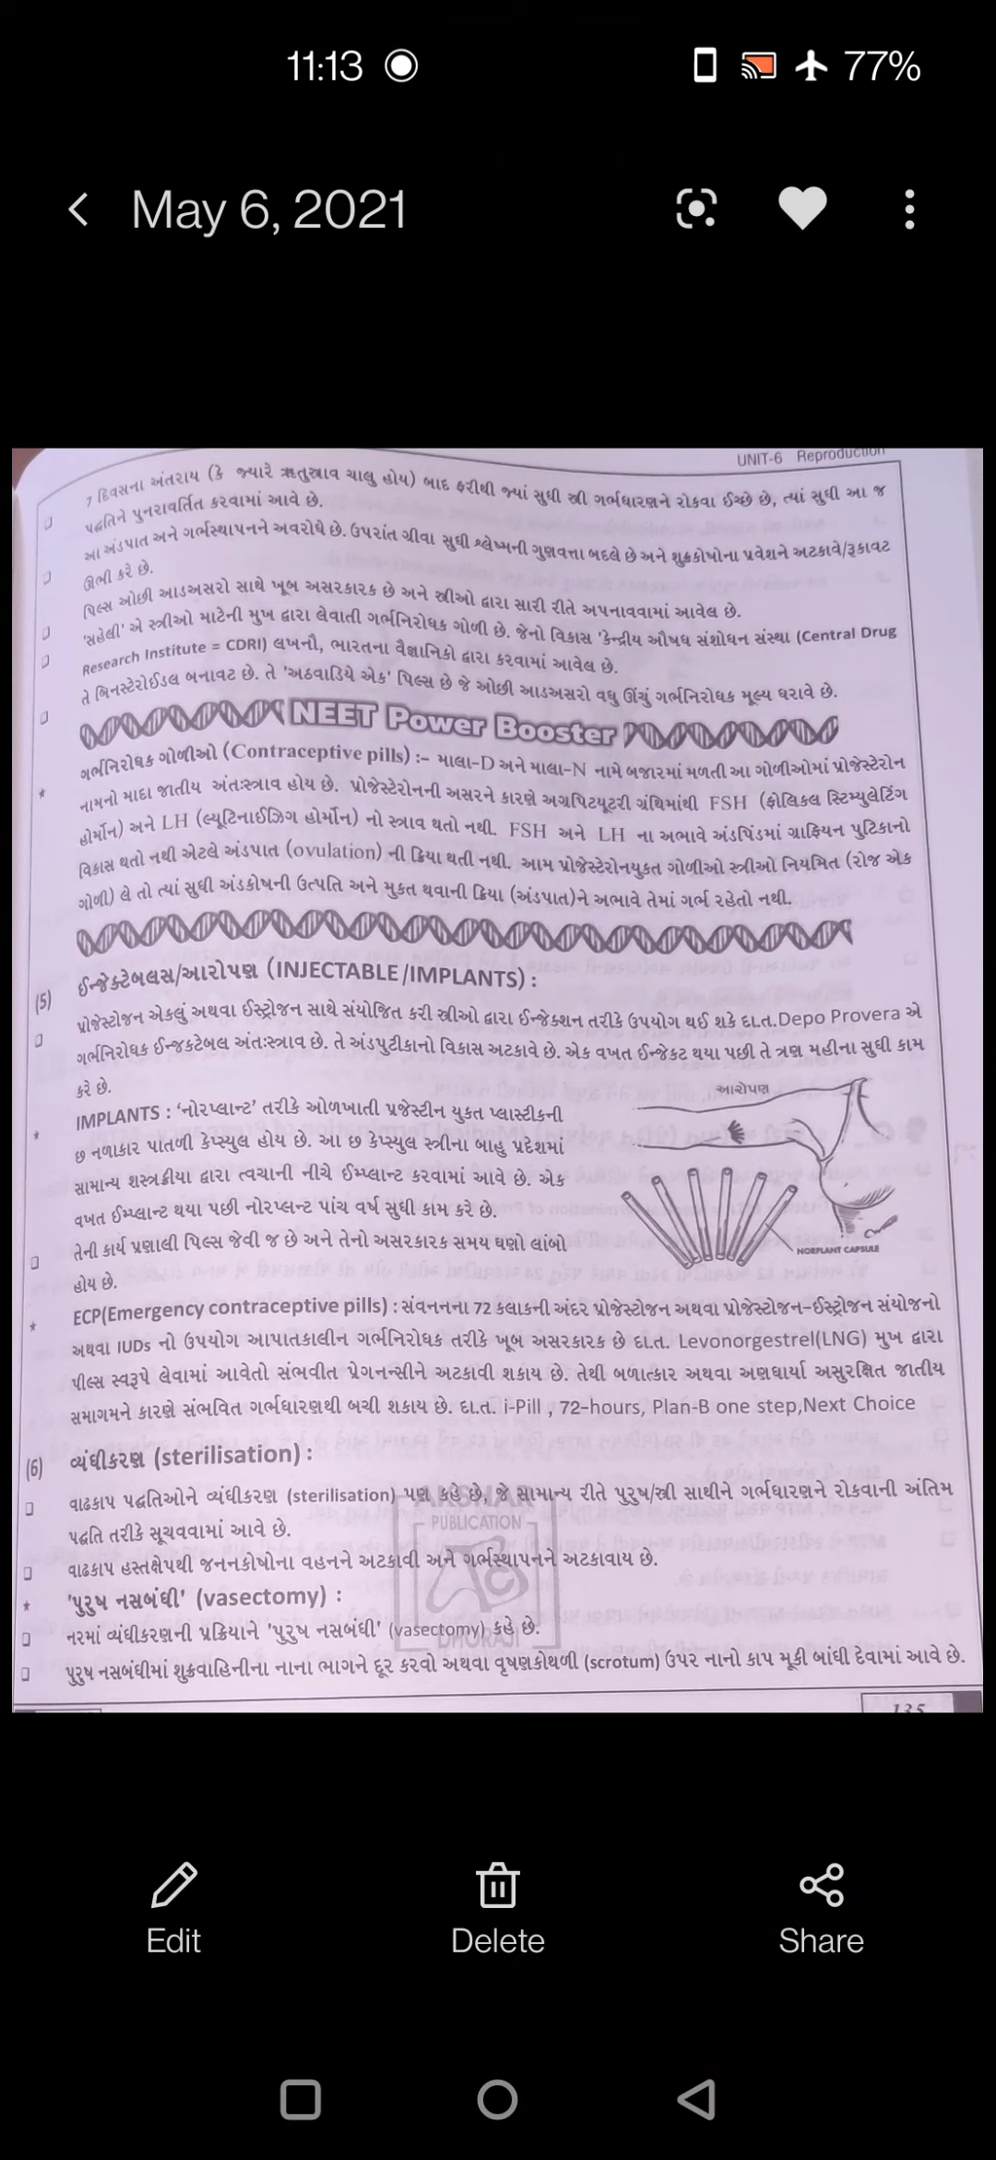 11:13
77%
May 6, 2021
UNIT-6 Reproduction
7 દિવસના અંતરાય (કે જ્યારે ઋતુસ્ત્રાવ ચાલુ હોય) બાદ ફરીથી જ્યાં સુધી સ્ત્રી ગર્ભધારણને રોકવા ઈચ્છે છે, ત્યાં સુધી આ જ
પદ્ધતિને પુનરાવર્તિત કરવામાં આવે છે.
આ અંડપાત અને ગર્ભસ્થાપનને અવરોધે છે. ઉપરાંત ગ્રીવા સુધી શ્લેષ્મની ગુણવત્તા બદલે છે અને શુક્રકોષોના પ્રવેશને અટકાવે/રૂકાવટ
ઊભી કરે છે.
પિલ્સ ઓછી આડઅસરો સાથે ખૂબ અસરકારક છે અને સ્ત્રીઓ દ્વારા સારી રીતે અપનાવવામાં આવેલ છે.
'સહેલી' એ સ્ત્રીઓ માટેની મુખ દ્વારા લેવાતી ગર્ભનિરોધક ગોળી છે. જેનો વિકાસ 'કેન્દ્રીય ઔષધ સંશોધન સંસ્થા (Central Drug
Research Institute = CDRI) લખનૌ, ભારતના વૈજ્ઞાનિકો દ્વારા કરવામાં આવેલ છે.
તે બિનસ્ટેરોઈડલ બનાવટ છે. તે 'અઠવાડિયે એક' પિલ્સ છે જે ઓછી આડઅસરો વધુ ઊંચું ગર્ભનિરોધક મૂલ્ય ધરાવે છે.
NEET Power Booster
* ગર્ભનિરોધક ગોળીઓ (Contraceptive pills) :- માલા-D અને માલા-N નામે બજારમાં મળતી આ ગોળીઓમાં પ્રોજેસ્ટેરોન
નામનો માદા જાતીય અંતઃસ્ત્રાવ હોય છે. પ્રોજેસ્ટેરોનની અસરને કારણે અગ્રપિટયૂટરી ગ્રંથિમાંથી FSH (ફોલિકલ સ્ટિમ્યુલેટિંગ
હોર્મોન) અને LH (લ્યૂટિનાઈઝિગ હોર્મોન) નો સ્ત્રાવ થતો નથી. FSH અને LH ના અભાવે અંડપિંડમાં ગ્રાફિયન પુટિકાનો
વિકાસ થતો નથી એટલે અંડપાત (ovulation) ની ક્રિયા થતી નથી. આમ પ્રોજેસ્ટેરોનયુકત ગોળીઓ સ્ત્રીઓ નિયમિત (રોજ એક
ગોળી) લે તો ત્યાં સુધી અંડકોષની ઉત્પતિ અને મુકત થવાની ક્રિયા (અંડપાત)ને અભાવે તેમાં ગર્ભ રહેતો નથી.
(5) ઈન્જેક્ટેબલસ/આરોપણ (INJECTABLE/IMPLANTS) :
પ્રોજેસ્ટોજન એકલું અથવા ઈસ્ટ્રોજન સાથે સંયોજિત કરી સ્ત્રીઓ દ્વારા ઈન્જેક્શન તરીકે ઉપયોગ થઈ શકે દા.ત.Depo Provera એ
ગર્ભનિરોધક ઈન્જકટેબલ અંતઃસ્ત્રાવ છે. તે અંડપુટીકાનો વિકાસ અટકાવે છે. એક વખત ઈન્જેકટ થયા પછી તે ત્રણ મહીના સુધી કામ
કરે છે.
* IMPLANTS : 'નોરપ્લાન્ટ' તરીકે ઓળખાતી પ્રજેસ્ટીન યુકત પ્લાસ્ટીકની
છ નળાકાર પાતળી કેપ્સ્યુલ હોય છે. આ છ કેપ્સ્યુલ સ્ત્રીના બાહુ પ્રદેશમાં
સામાન્ય શસ્ત્રક્રીયા દ્વારા ત્વચાની નીચે ઈમ્પ્લાન્ટ કરવામાં આવે છે. એક
વખત ઈમ્પ્લાન્ટ થયા પછી નોરપ્લન્ટ પાંચ વર્ષ સુધી કામ કરે છે.
તેની કાર્ય પ્રણાલી પિલ્સ જેવી જ છે અને તેનો અસરકારક સમય ઘણો લાંબો
હોય છે.
આરોપણ
NORPLANT CAPSULE
* ECP(Emergency contraceptive pills) : સંવનનના 72 કલાકની અંદર પ્રોજેસ્ટોજન અથવા પ્રોજેસ્ટોજન-ઈસ્ટ્રોજન સંયોજનો
અથવા IUDs નો ઉપયોગ આપાતકાલીન ગર્ભનિરોધક તરીકે ખૂબ અસરકારક છે દા.ત. Levonorgestrel(LNG) મુખ દ્વારા
પીલ્સ સ્વરૂપે લેવામાં આવેતો સંભવીત પ્રેગનન્સીને અટકાવી શકાય છે. તેથી બળાત્કાર અથવા અણધાર્યા અસુરક્ષિત જાતીય
સમાગમને કારણે સંભવિત ગર્ભધારણથી બચી શકાય છે. દા.ત. i-Pill , 72-hours, Plan-B one step,Next Choice
(6) વ્યંધીકરણ (sterilisation) :
વાઢકાપ પદ્ધતિઓને વ્યંધીકરણ (sterilisation) પણ કહે છે, જે સામાન્ય રીતે પુરુષ/સ્ત્રી સાથીને ગર્ભધારણને રોકવાની અંતિમ
પદ્ધતિ તરીકે સૂચવવામાં આવે છે.
વાઢકાપ હસ્તક્ષેપથી જનનકોષોના વહનને અટકાવી અને ગર્ભસ્થાપનને અટકાવાય છે.
* 'પુરુષ નસબંધી' (vasectomy) :
નરમાં વ્યંધીકરણની પ્રક્રિયાને 'પુરુષ નસબંધી' (vasectomy) કહે છે.
પુરુષ નસબંધીમાં શુક્રવાહિનીના નાના ભાગને દૂર કરવો અથવા વૃષણકોથળી (scrotum) ઉપર નાનો કાપ મૂકી બાંધી દેવામાં આવે છે.
AKSHAR
PUBLICATION
DHORAJI
135
Edit
Delete
Share